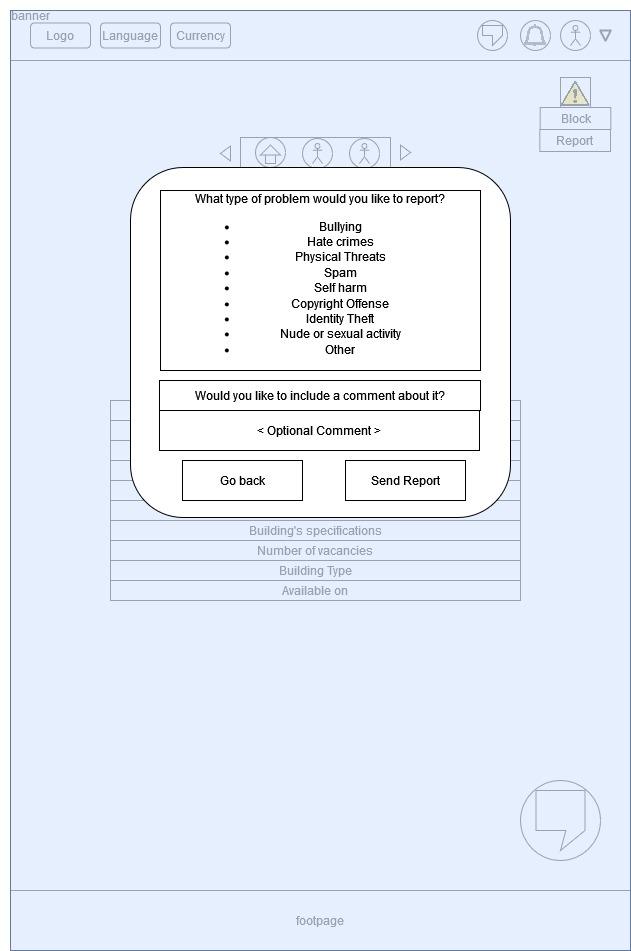 banner
Logo
Language
Currency
!
Block
Report
What type of problem would you like to report?
Bullying
Hate crimes
Physical Threats
Spam
Self harm
Copyright Offense
Identity Theft
Nude or sexual activity
Other
Would you like to include a comment about it?
< Optional Comment >
Go back
Send Report
Building's specifications
Number of vacancies
Building Type
Available on
footpage